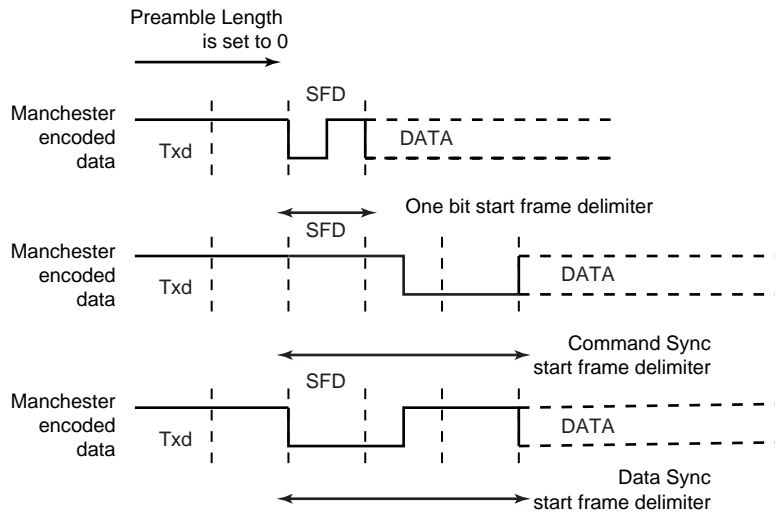 Preamble Length
is set to 0
SFD
Manchester
encoded
data
Txd
DATA
One bit start frame delimiter
SFD
Manchester
encoded
data
Txd
DATA
Command Sync
start frame delimiter
SFD
Manchester
encoded
data
Txd
DATA
Data Sync
start frame delimiter